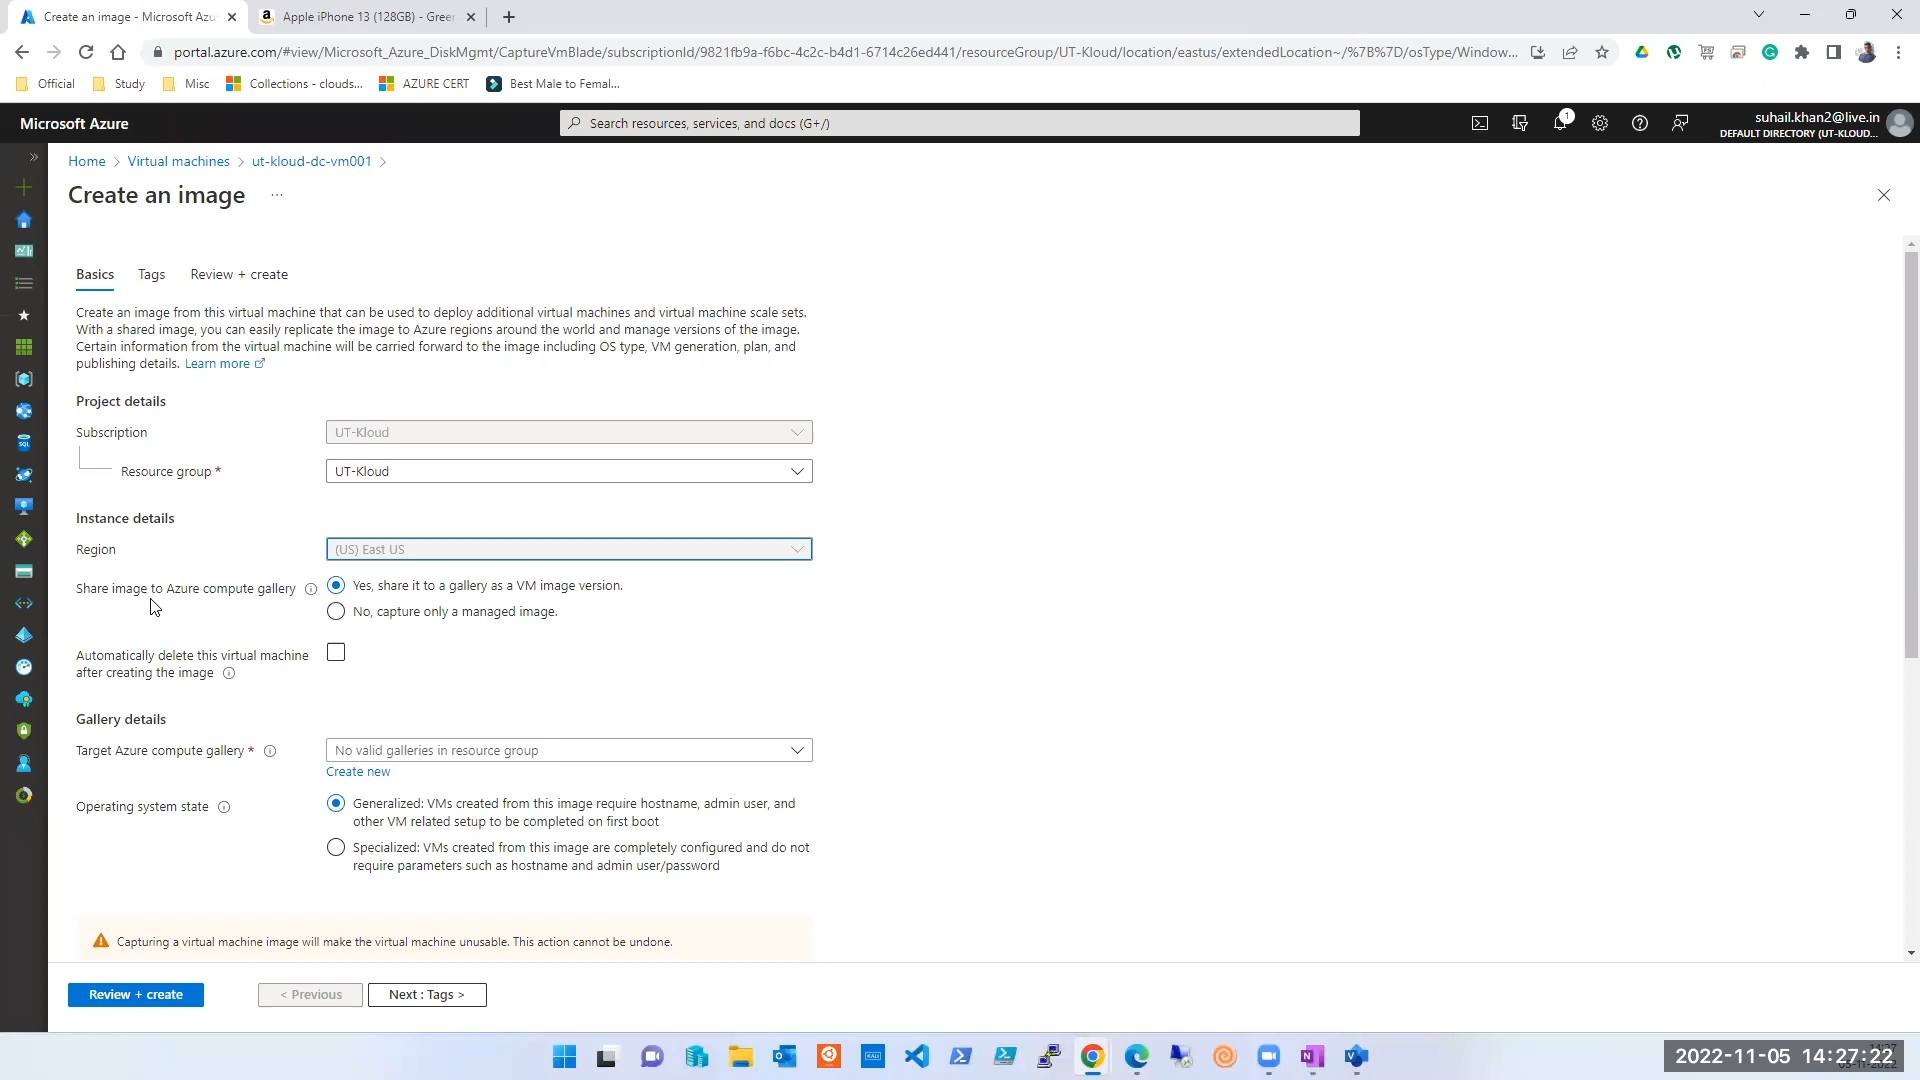 Create an image - Microsoft Azu
Apple iPhone 13 (128GB) - Green
portal.azure.com/#view/Microsoft_Azure_DiskMgmt/CaptureVmBlade/subscriptionId/9821fb9a-f6bc-4c2c-b4d1-6714c26ed441/resourceGroup/UT-Kloud/location/eastus/extendedLocation~/%7B%7D/osType/Window...
Official
Study
Misc
Collections - clouds...
AZURE CERT
Best Male to Femal...
Microsoft Azure
Search resources, services, and docs (G+/)
1
suhail.khan2@live.in
DEFAULT DIRECTORY (UT-KLOUD...
Home > Virtual machines > ut-kloud-dc-vm001 >
Create an image ...
Basics
Tags
Review + create
Create an image from this virtual machine that can be used to deploy additional virtual machines and virtual machine scale sets.
With a shared image, you can easily replicate the image to Azure regions around the world and manage versions of the image.
Certain information from the virtual machine will be carried forward to the image including OS type, VM generation, plan, and
publishing details. Learn more
Project details
Subscription
UT-Kloud
Resource group *
UT-Kloud
Instance details
Region
(US) East US
Share image to Azure compute gallery
Yes, share it to a gallery as a VM image version.
No, capture only a managed image.
Automatically delete this virtual machine
after creating the image
Gallery details
Target Azure compute gallery *
No valid galleries in resource group
Create new
Operating system state
Generalized: VMs created from this image require hostname, admin user, and
other VM related setup to be completed on first boot
Specialized: VMs created from this image are completely configured and do not
require parameters such as hostname and admin user/password
Capturing a virtual machine image will make the virtual machine unusable. This action cannot be undone.
Review + create
< Previous
Next : Tags >
2022-11-05 14:27:22